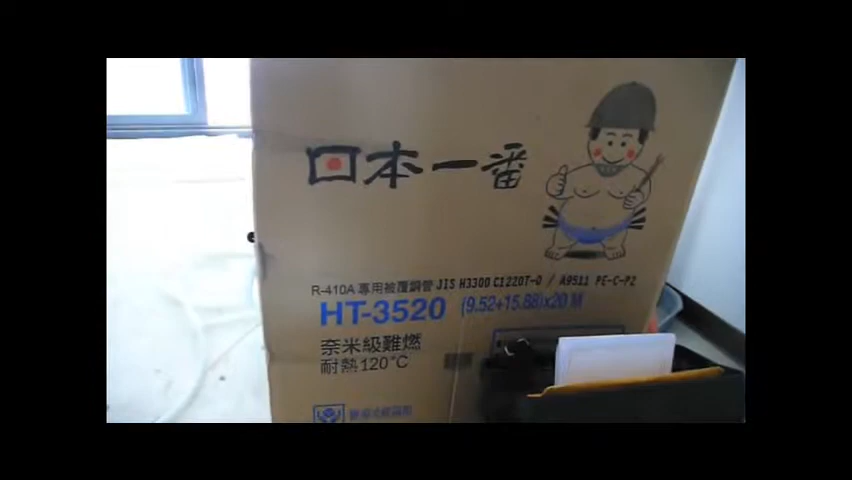 日本一番
R-410A 專用被覆銅管 JIS H3300 C1220T-O / A9511 PE-C-P2
HT-3520 (9.52+15.88)x20 M
奈米級難燃
耐熱120°C